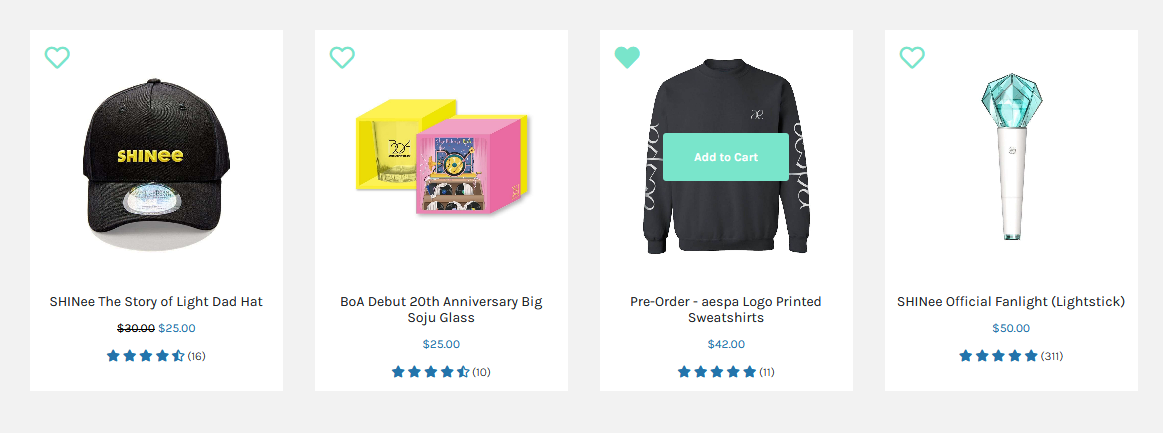 SHINee
æ
aespa
Add to Cart
aespa
SHINee The Story of Light Dad Hat
$30.00 $25.00
(16)
BoA Debut 20th Anniversary Big
Soju Glass
$25.00
(10)
Pre-Order - aespa Logo Printed
Sweatshirts
$42.00
(11)
SHINee Official Fanlight (Lightstick)
$50.00
(311)